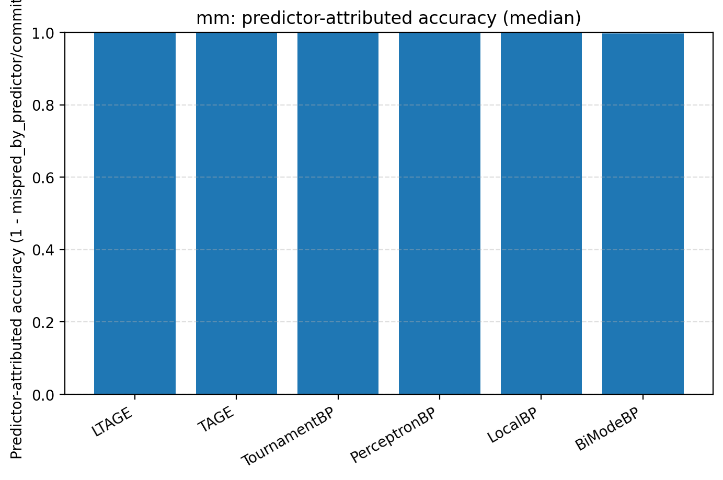 mm: predictor-attributed accuracy (median)
Predictor-attributed accuracy (1 - mispred_by_predictor/commit
1.0
0.8
0.6
0.4
0.2
0.0
LTAGE
TAGE
TournamentBP
PerceptronBP
LocalBP
BiModeBP